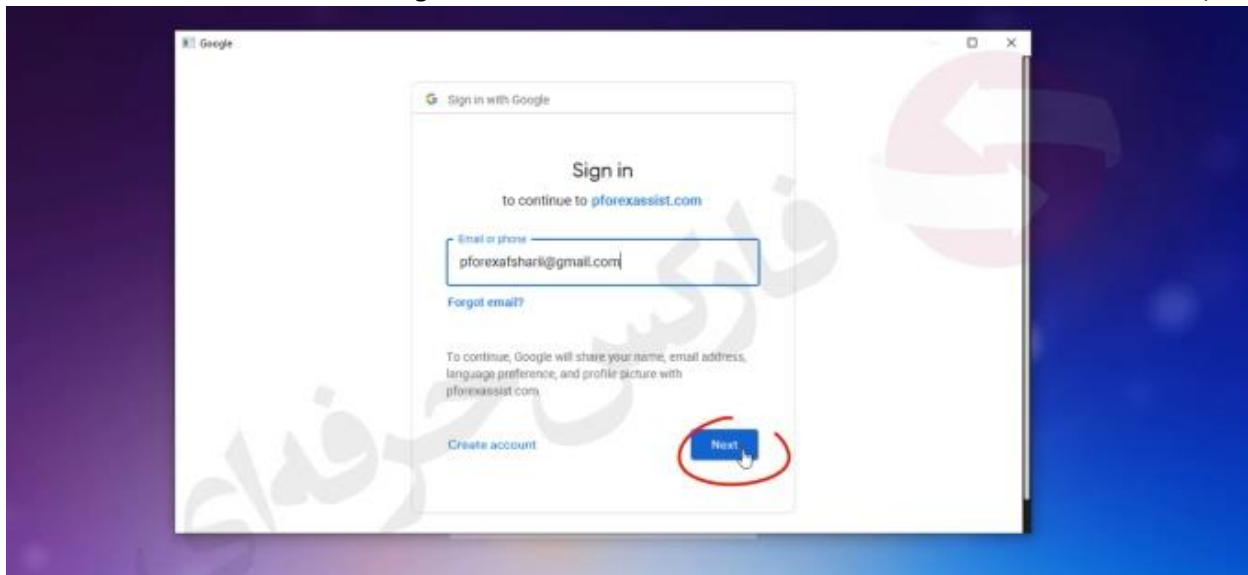 Google
Sign in with Google
Sign in
to continue to pforexassist.com
Email or phone
pforexafsharii@gmail.com
Forgot email?
To continue, Google will share your name, email address,
language preference, and profile picture with
pforexassist.com
Create account
Next
فارکس حرفه‌ای